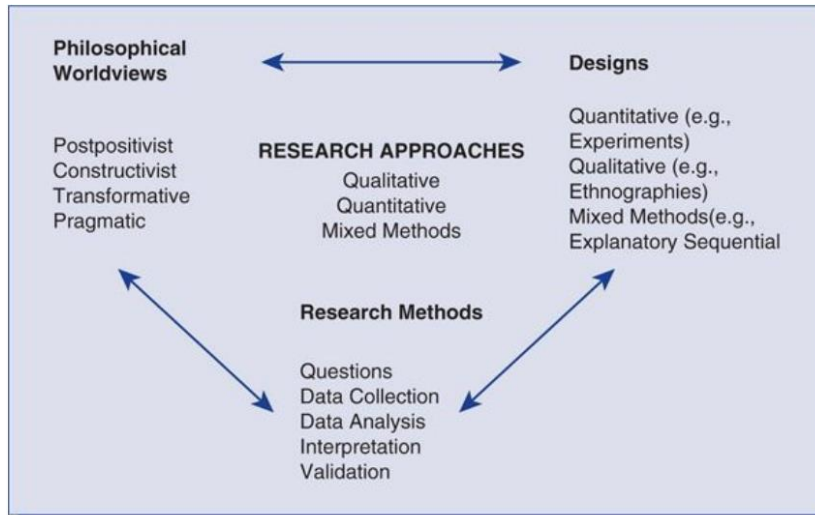 Philosophical
Worldviews
Postpositivist
Constructivist
Transformative
Pragmatic
RESEARCH APPROACHES
Qualitative
Quantitative
Mixed Methods
Designs
Quantitative (e.g.,
Experiments)
Qualitative (e.g.,
Ethnographies)
Mixed Methods(e.g.,
Explanatory Sequential
Research Methods
Questions
Data Collection
Data Analysis
Interpretation
Validation